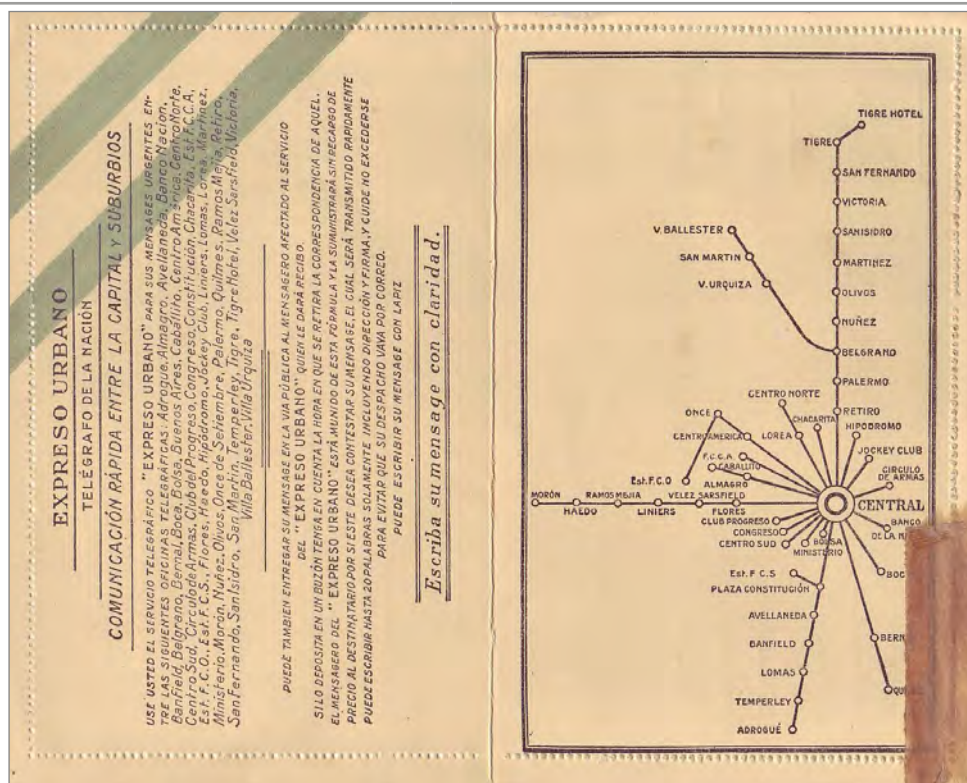 EXPRESO URBANO
TELÉGRAFO DE LA NACIÓN
COMUNICACIÓN RÁPIDA ENTRE LA CAPITAL Y SUBURBIOS
USE USTED EL SERVICIO TELEGRÁFICO "EXPRESO URBANO" PARA SUS MENSAGES URGENTES EN-
TRE LAS SIGUIENTES OFICINAS TELEGRÁFICAS: Adrogue, Almagro, Avellaneda, Banco Nacion,
Banfield, Belgrano, Bernal, Boca, Bolsa, Buenos Aires, Caballito, Centro América, Centro Norte,
Centro Sud, Circulo de Armas, Club del Progreso, Congreso, Constitución, Chacarita, Est. F.C.C.A,
Est. F.C.O., Est. F.C.S., Flores, Haedo, Hipódromo, Jockey Club, Liniers, Lomas, Lorea, Martinez,
Ministerio, Morón, Nuñez, Olivos, Once de Setiembre, Palermo, Quilmes, Ramos Mejia, Retiro,
San Fernando, San Isidro, San Martin, Temperley, Tigre, Tigre Hotel, Velez Sarsfield, Victoria,
Villa Ballester, Villa Urquiza
PUEDE TAMBIEN ENTREGAR SU MENSAGE EN LA VIA PÚBLICA AL MENSAGERO AFECTADO AL SERVICIO
DEL "EXPRESO URBANO" QUIEN LE DARÁ RECIBO.
SI LO DEPOSITA EN UN BUZÓN TENGA EN CUENTA LA HORA EN QUE SE RETIRA LA CORRESPONDENCIA DE AQUEL.
EL MENSAGERO DEL "EXPRESO URBANO" ESTÁ MUNIDO DE ESTA FÓRMULA Y LA SUMINISTRARÁ SIN RECARGO DE
PRECIO AL DESTINATARIO POR SI ESTE DESEA CONTESTAR SU MENSAGE, EL CUAL SERÁ TRANSMITIDO RAPIDAMENTE
PUEDE ESCRIBIR HASTA 20 PALABRAS SOLAMENTE INCLUYENDO DIRECCIÓN Y FIRMA, Y CUIDE NO EXCEDERSE
PARA EVITAR QUE SU DESPACHO VAYA POR CORREO.
PUEDE ESCRIBIR SU MENSAGE CON LAPIZ
Escriba su mensage con claridad.
TIGRE HOTEL
TIGRE
SAN FERNANDO
VICTORIA
SAN ISIDRO
MARTINEZ
OLIVOS
NUÑEZ
BELGRANO
PALERMO
RETIRO
V. BALLESTER
SAN MARTIN
V. URQUIZA
CENTRO NORTE
CHACARITA
HIPODROMO
ONCE
CENTROAMERICA
LOREA
JOCKEY CLUB
F.C.C.A.
CABALLITO
ALMAGRO
CIRCULO
DE ARMAS
Est. F.C.O
MORÓN
HAEDO
RAMOS MEJIA
LINIERS
VELEZ SARSFIELD
FLORES
CENTRAL
CLUB PROGRESO
CONGRESO
CENTRO SUD
MINISTERIO
BOLSA
BANCO
DE LA
BOC
Est. F C.S
PLAZA CONSTITUCIÓN
AVELLANEDA
BERN
BANFIELD
LOMAS
TEMPERLEY
ADROGUÉ